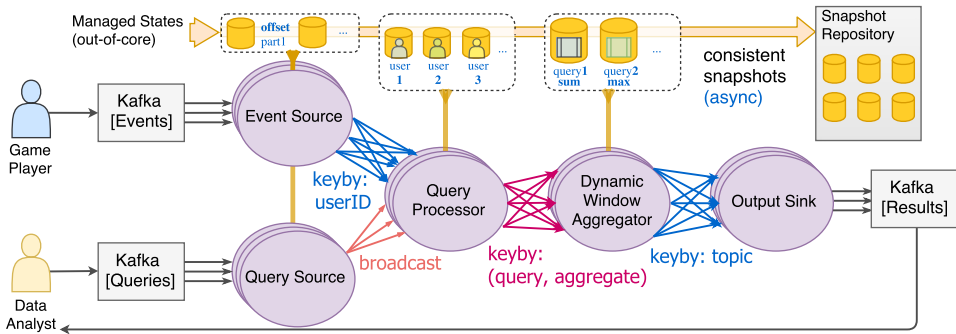 Managed States
(out-of-core)
offset
part1
...
user
1
user
2
user
3
...
query1
sum
query2
max
...
consistent
snapshots
(async)
Snapshot
Repository
Game
Player
Kafka
[Events]
Event Source
keyby:
userID
Query
Processor
Dynamic
Window
Aggregator
Output Sink
Kafka
[Results]
keyby:
(query, aggregate)
keyby: topic
broadcast
Data
Analyst
Kafka
[Queries]
Query Source